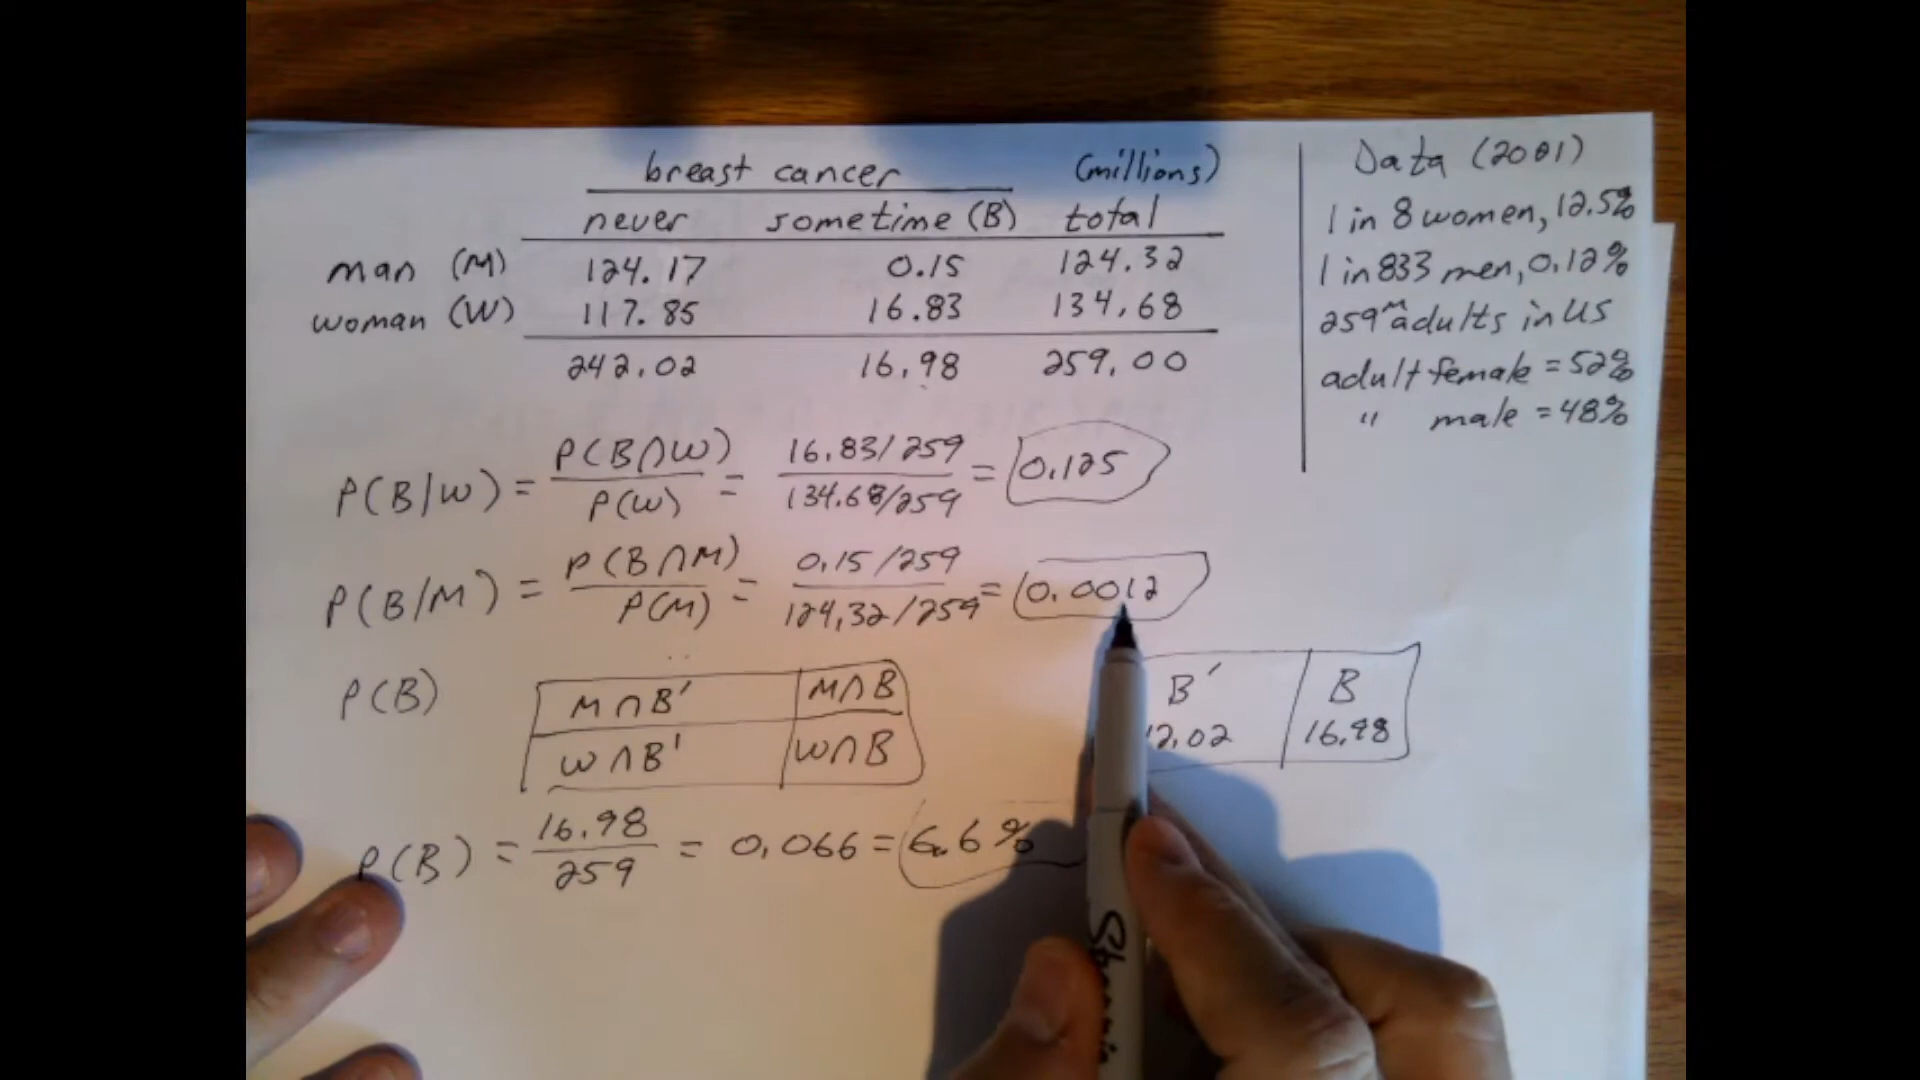 breast cancer (millions)
never sometime (B) total
man (M) 124.17 0.15 124.32
woman (W) 117.85 16.83 134.68
242.02 16.98 259.00
Data (2001)
1 in 8 women, 12.5%
1 in 833 men, 0.12%
259M adults in US
adult female = 52%
" male = 48%
P(B/W) = P(B∩W) / P(W) = 16.83/259 / 134.68/259 = 0.125
P(B/M) = P(B∩M) / P(M) = 0.15/259 / 124.32/259 = 0.0012
P(B)
M∩B' M∩B
W∩B' W∩B
B' B
2.02 16.98
P(B) = 16.98 / 259 = 0.066 = 6.6%